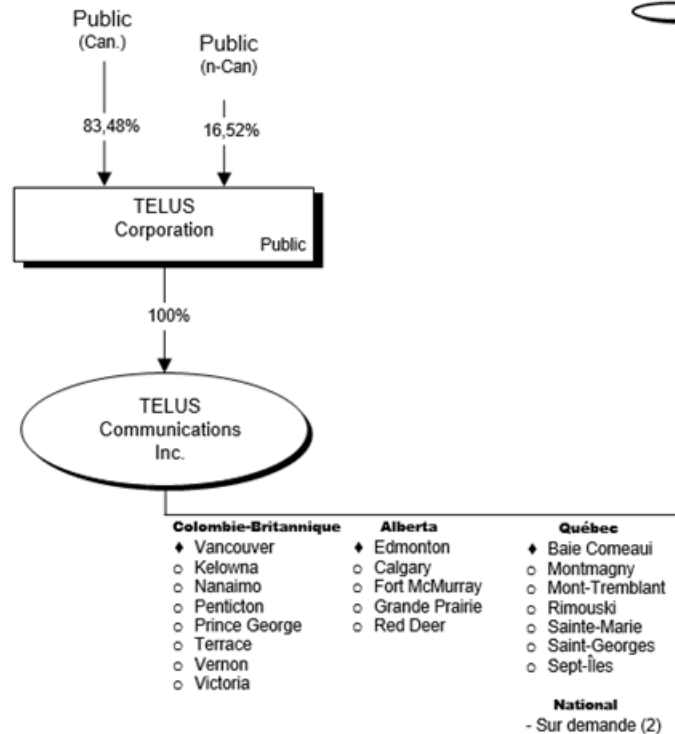 Public
(Can.)
Public
(n-Can)
83,48%
16,52%
TELUS
Corporation
Public
100%
TELUS
Communications
Inc.
Colombie-Britannique
♦ Vancouver
○ Kelowna
○ Nanaimo
○ Penticton
○ Prince George
○ Terrace
○ Vernon
○ Victoria
Alberta
♦ Edmonton
○ Calgary
○ Fort McMurray
○ Grande Prairie
○ Red Deer
Québec
♦ Baie Comeaui
○ Montmagny
○ Mont-Tremblant
○ Rimouski
○ Sainte-Marie
○ Saint-Georges
○ Sept-Îles
National
- Sur demande (2)